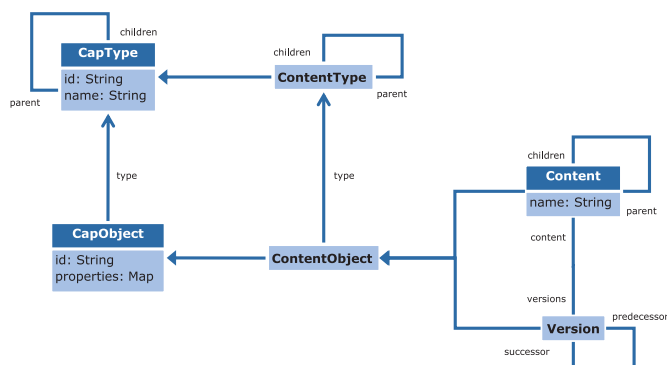 children
CapType
id: String
name: String
parent
children
ContentType
parent
type
type
children
Content
name: String
parent
content
CapObject
id: String
properties: Map
ContentObject
versions
predecessor
Version
successor